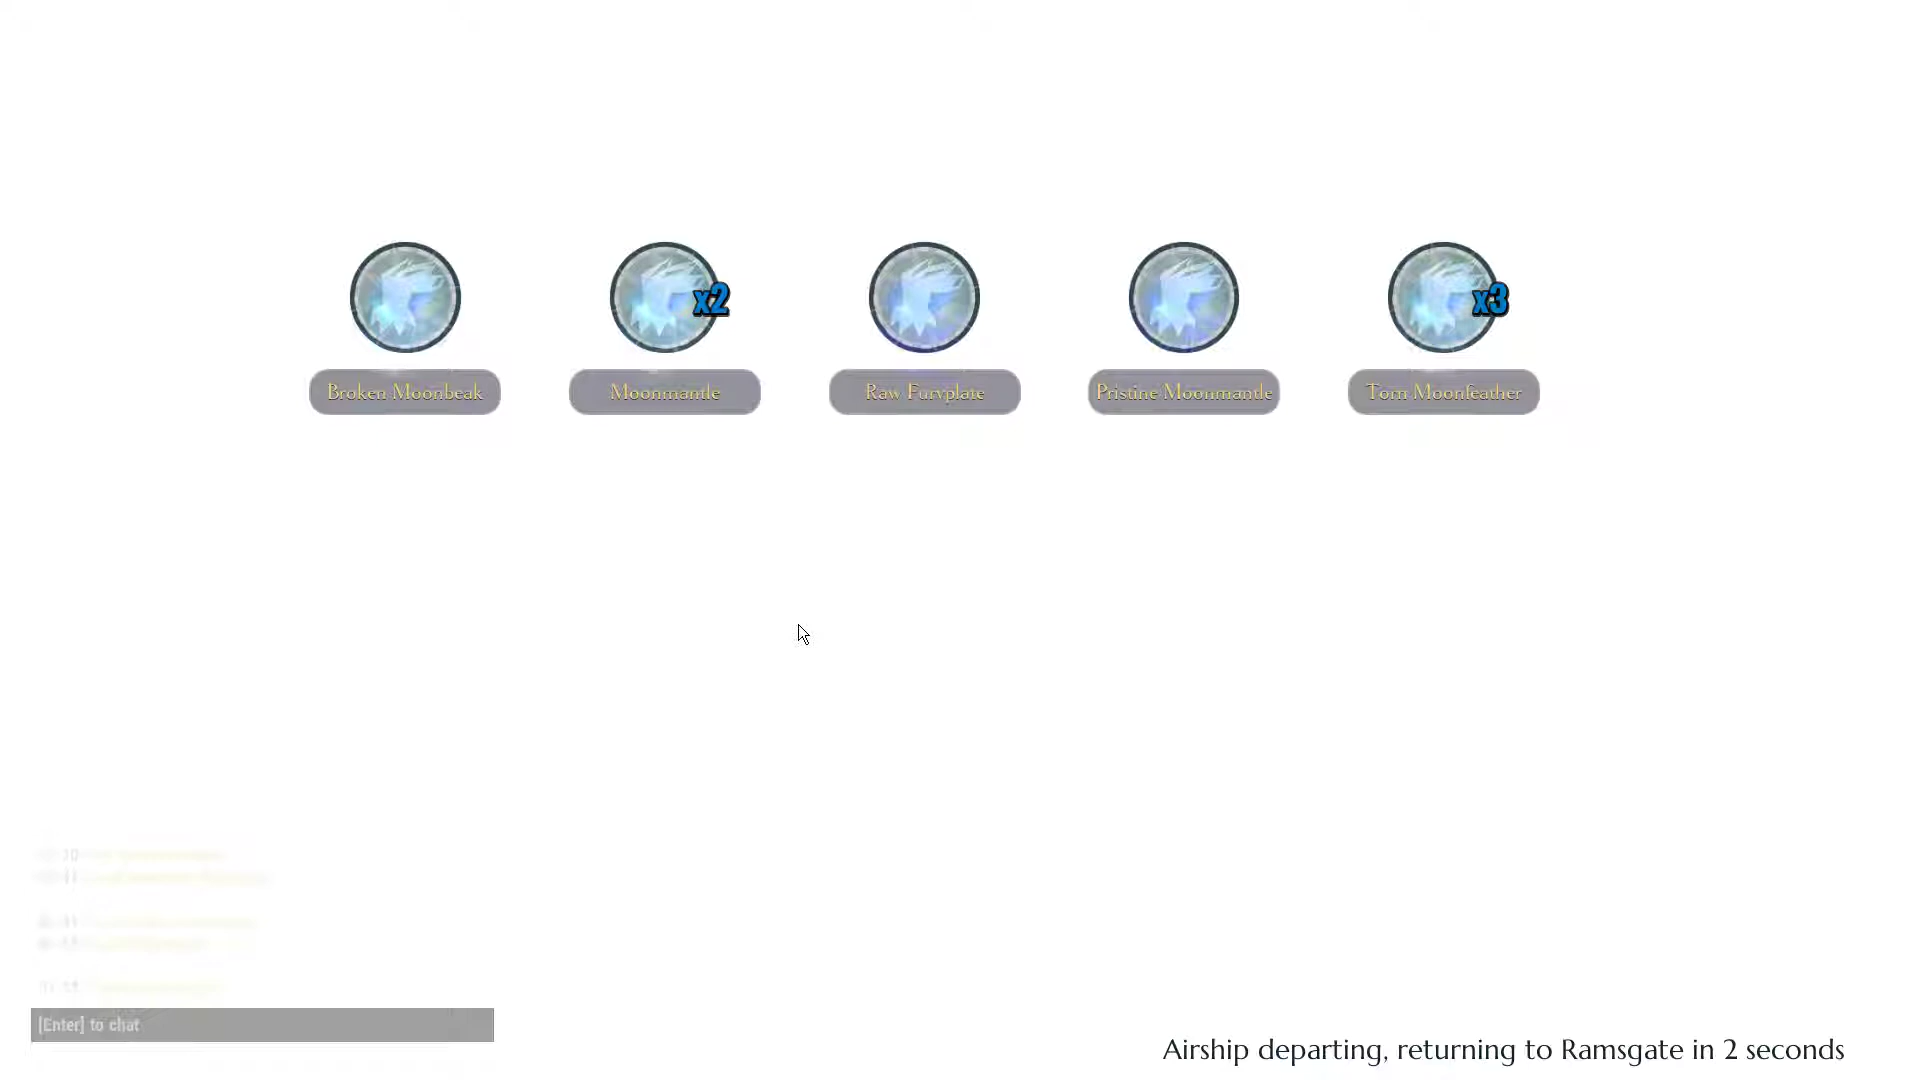 x2
x3
Broken Moonbeak
Moonmantle
Raw Furyplate
Pristine Moonmantle
Torn Moonfeather
[Enter] to chat
Airship departing, returning to Ramsgate in 2 seconds